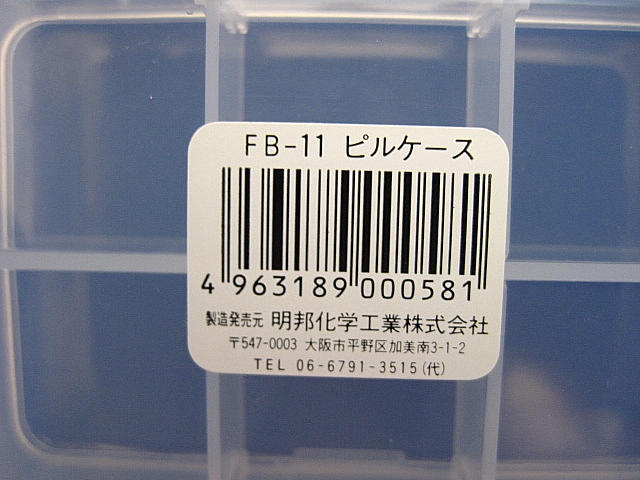 FB-11 ピルケース
4 963189 000581
製造発売元 明邦化学工業株式会社
〒547-0003 大阪市平野区加美南3-1-2
TEL 06-6791-3515(代)